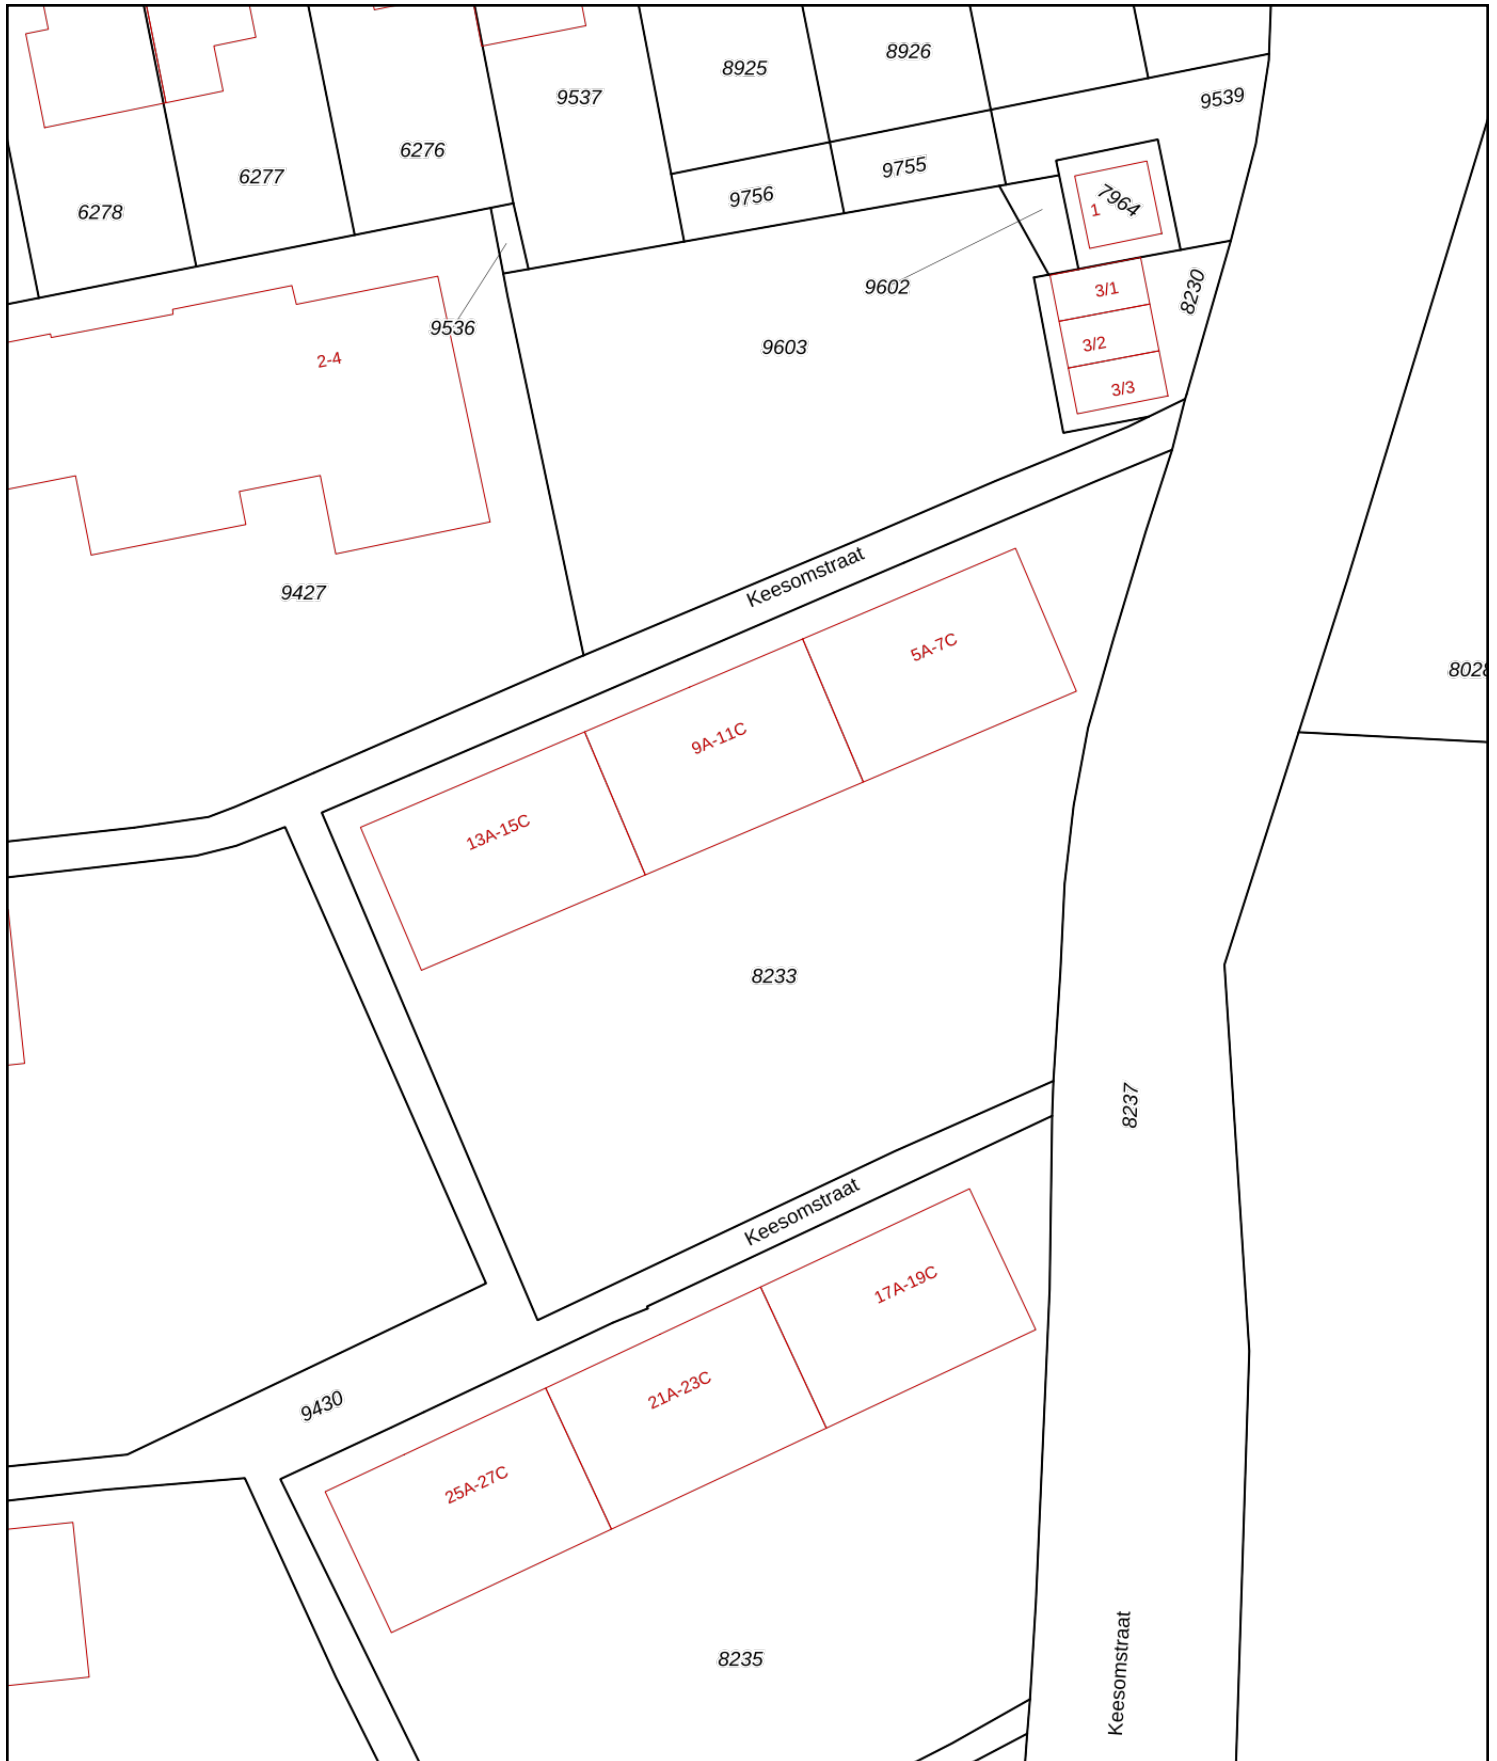 8925
8926
9537
9539
6276
6277
6278
9756
9755
7964
1
9602
3/1
8230
9536
2-4
9603
3/2
3/3
9427
Keesomstraat
5A-7C
8028
9A-11C
13A-15C
8233
8237
Keesomstraat
17A-19C
21A-23C
9430
25A-27C
8235
Keesomstraat